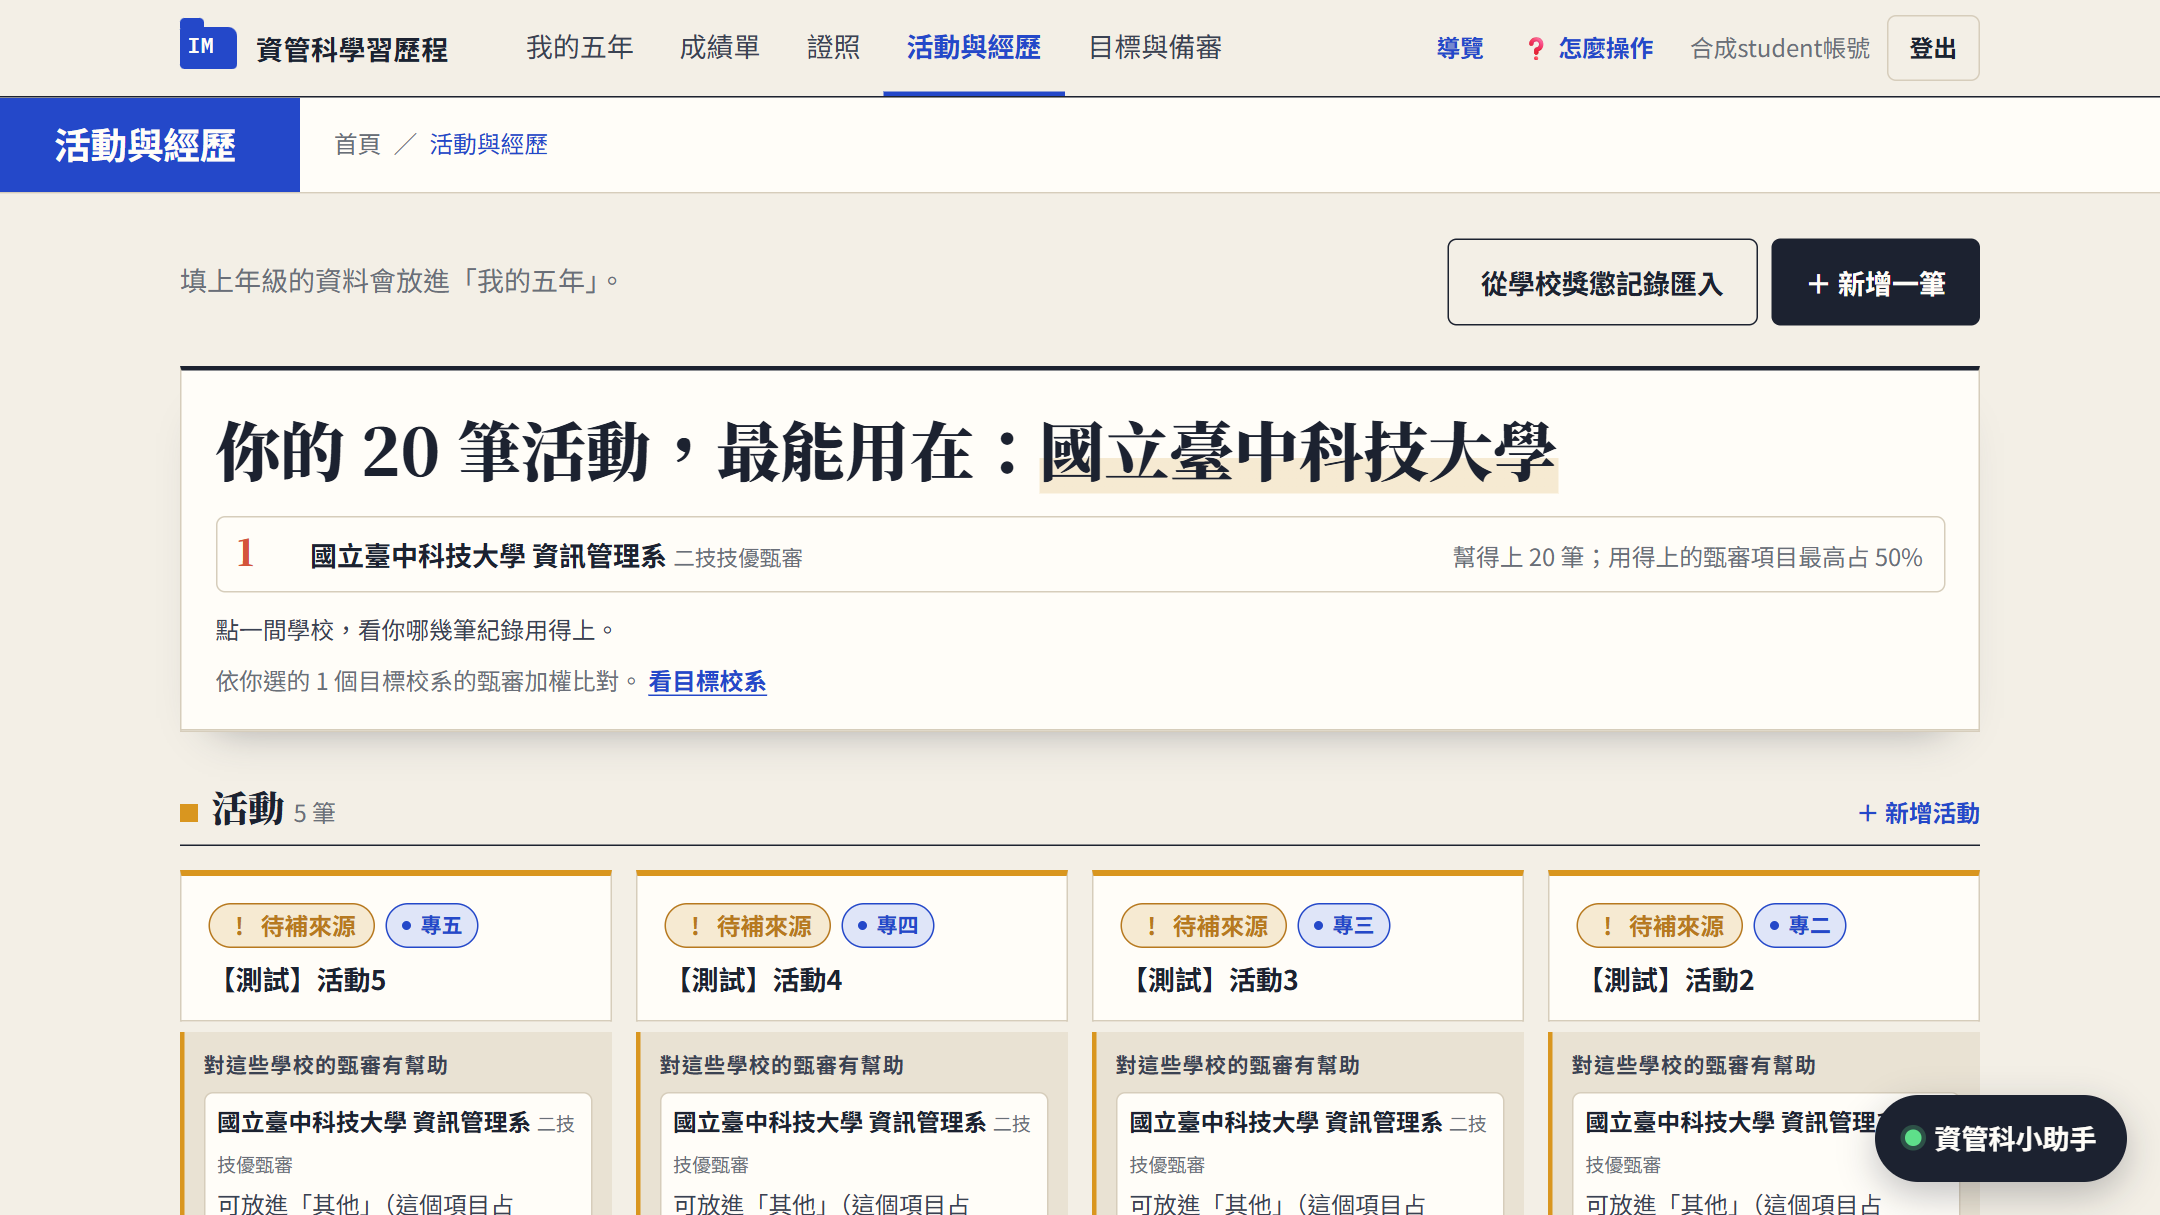 IM 資管科學習歷程 我的五年 成績單 證照 活動與經歷 目標與備審 導覽 ❓ 怎麼操作 合成student帳號 登出
活動與經歷 首頁 ／ 活動與經歷
填上年級的資料會放進「我的五年」。 從學校獎懲記錄匯入 ＋ 新增一筆
你的 20 筆活動，最能用在：國立臺中科技大學
1 國立臺中科技大學 資訊管理系 二技技優甄審 幫得上 20 筆；用得上的甄審項目最高占 50%
點一間學校，看你哪幾筆紀錄用得上。
依你選的 1 個目標校系的甄審加權比對。 看目標校系
活動 5 筆 ＋ 新增活動
！ 待補來源 • 專五
【測試】活動5
對這些學校的甄審有幫助
國立臺中科技大學 資訊管理系 二技
技優甄審
可放進「其他」（這個項目占
！ 待補來源 • 專四
【測試】活動4
對這些學校的甄審有幫助
國立臺中科技大學 資訊管理系 二技
技優甄審
可放進「其他」（這個項目占
！ 待補來源 • 專三
【測試】活動3
對這些學校的甄審有幫助
國立臺中科技大學 資訊管理系 二技
技優甄審
可放進「其他」（這個項目占
！ 待補來源 • 專二
【測試】活動2
對這些學校的甄審有幫助
國立臺中科技大學 資訊管理
技優甄審
可放進「其他」（這個項目占
資管科小助手